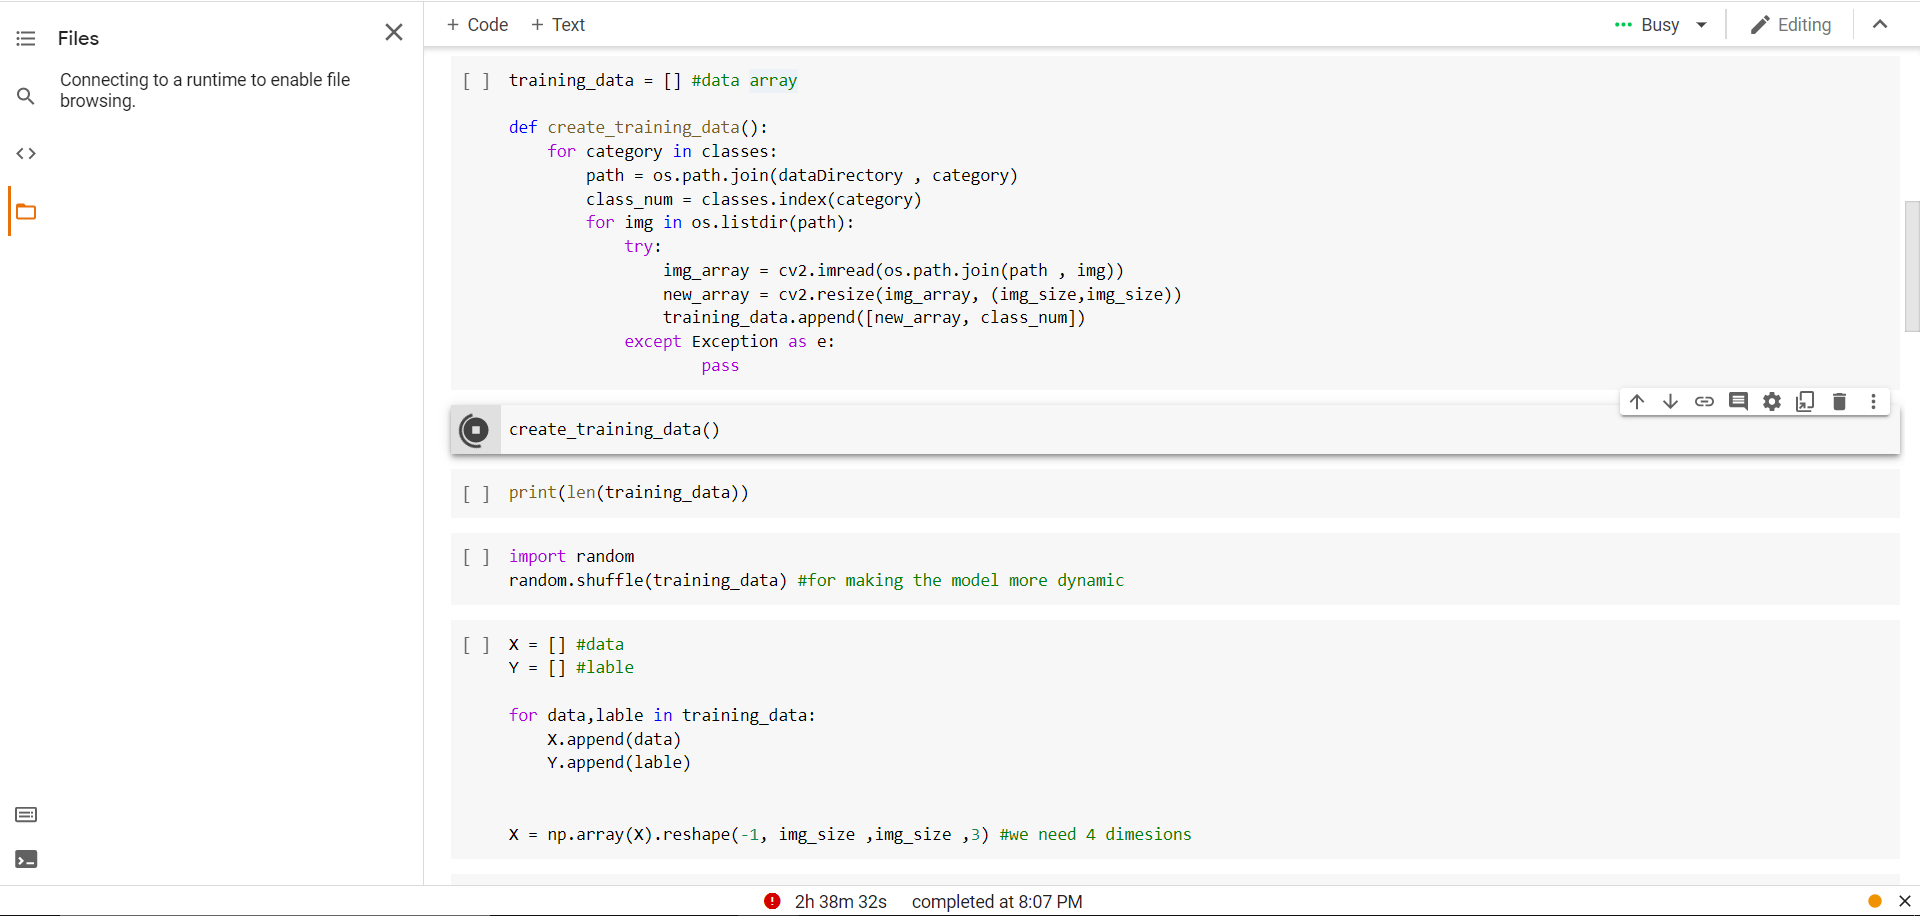 Files
Connecting to a runtime to enable file
browsing.
+ Code + Text
··· Busy Editing
[ ] training_data = [] #data array
def create_training_data():
    for category in classes:
        path = os.path.join(dataDirectory , category)
        class_num = classes.index(category)
        for img in os.listdir(path):
            try:
                img_array = cv2.imread(os.path.join(path , img))
                new_array = cv2.resize(img_array, (img_size,img_size))
                training_data.append([new_array, class_num])
            except Exception as e:
                    pass
create_training_data()
[ ] print(len(training_data))
[ ] import random
random.shuffle(training_data) #for making the model more dynamic
[ ] X = [] #data
Y = [] #lable
for data,lable in training_data:
    X.append(data)
    Y.append(lable)
X = np.array(X).reshape(-1, img_size ,img_size ,3) #we need 4 dimesions
2h 38m 32s completed at 8:07 PM